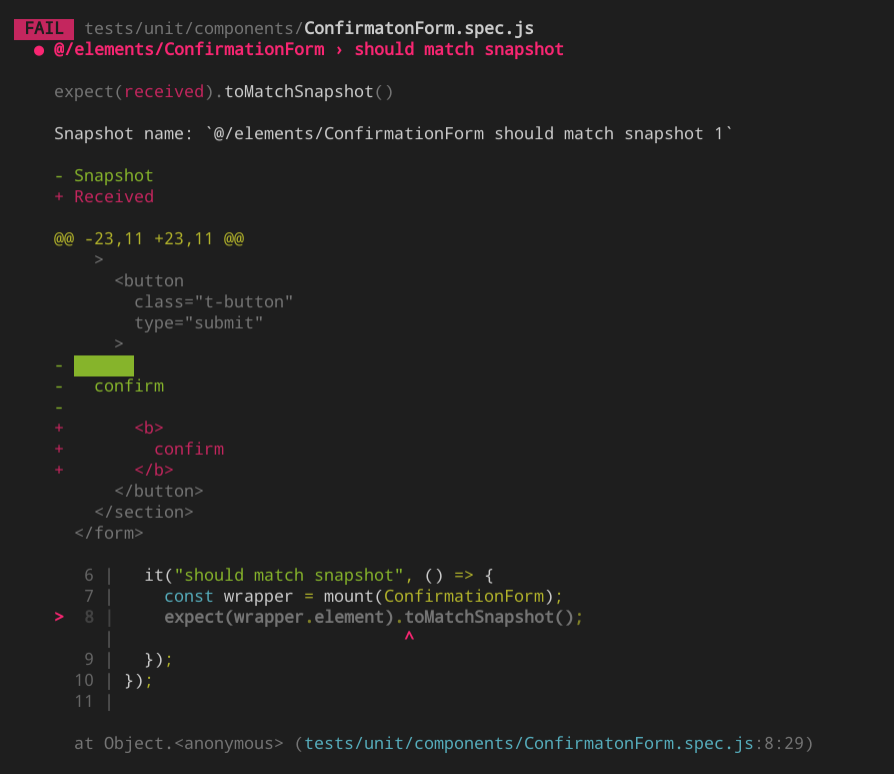 FAIL tests/unit/components/ConfirmatonForm.spec.js
● @/elements/ConfirmationForm › should match snapshot
expect(received).toMatchSnapshot()
Snapshot name: `@/elements/ConfirmationForm should match snapshot 1`
- Snapshot
+ Received
@@ -23,11 +23,11 @@
>
<button
class="t-button"
type="submit"
>
-
- confirm
-
+ <b>
+ confirm
+ </b>
</button>
</section>
</form>
6 | it("should match snapshot", () => {
7 | const wrapper = mount(ConfirmationForm);
> 8 | expect(wrapper.element).toMatchSnapshot();
| ^
9 | });
10 | });
11 |
at Object.<anonymous> (tests/unit/components/ConfirmatonForm.spec.js:8:29)